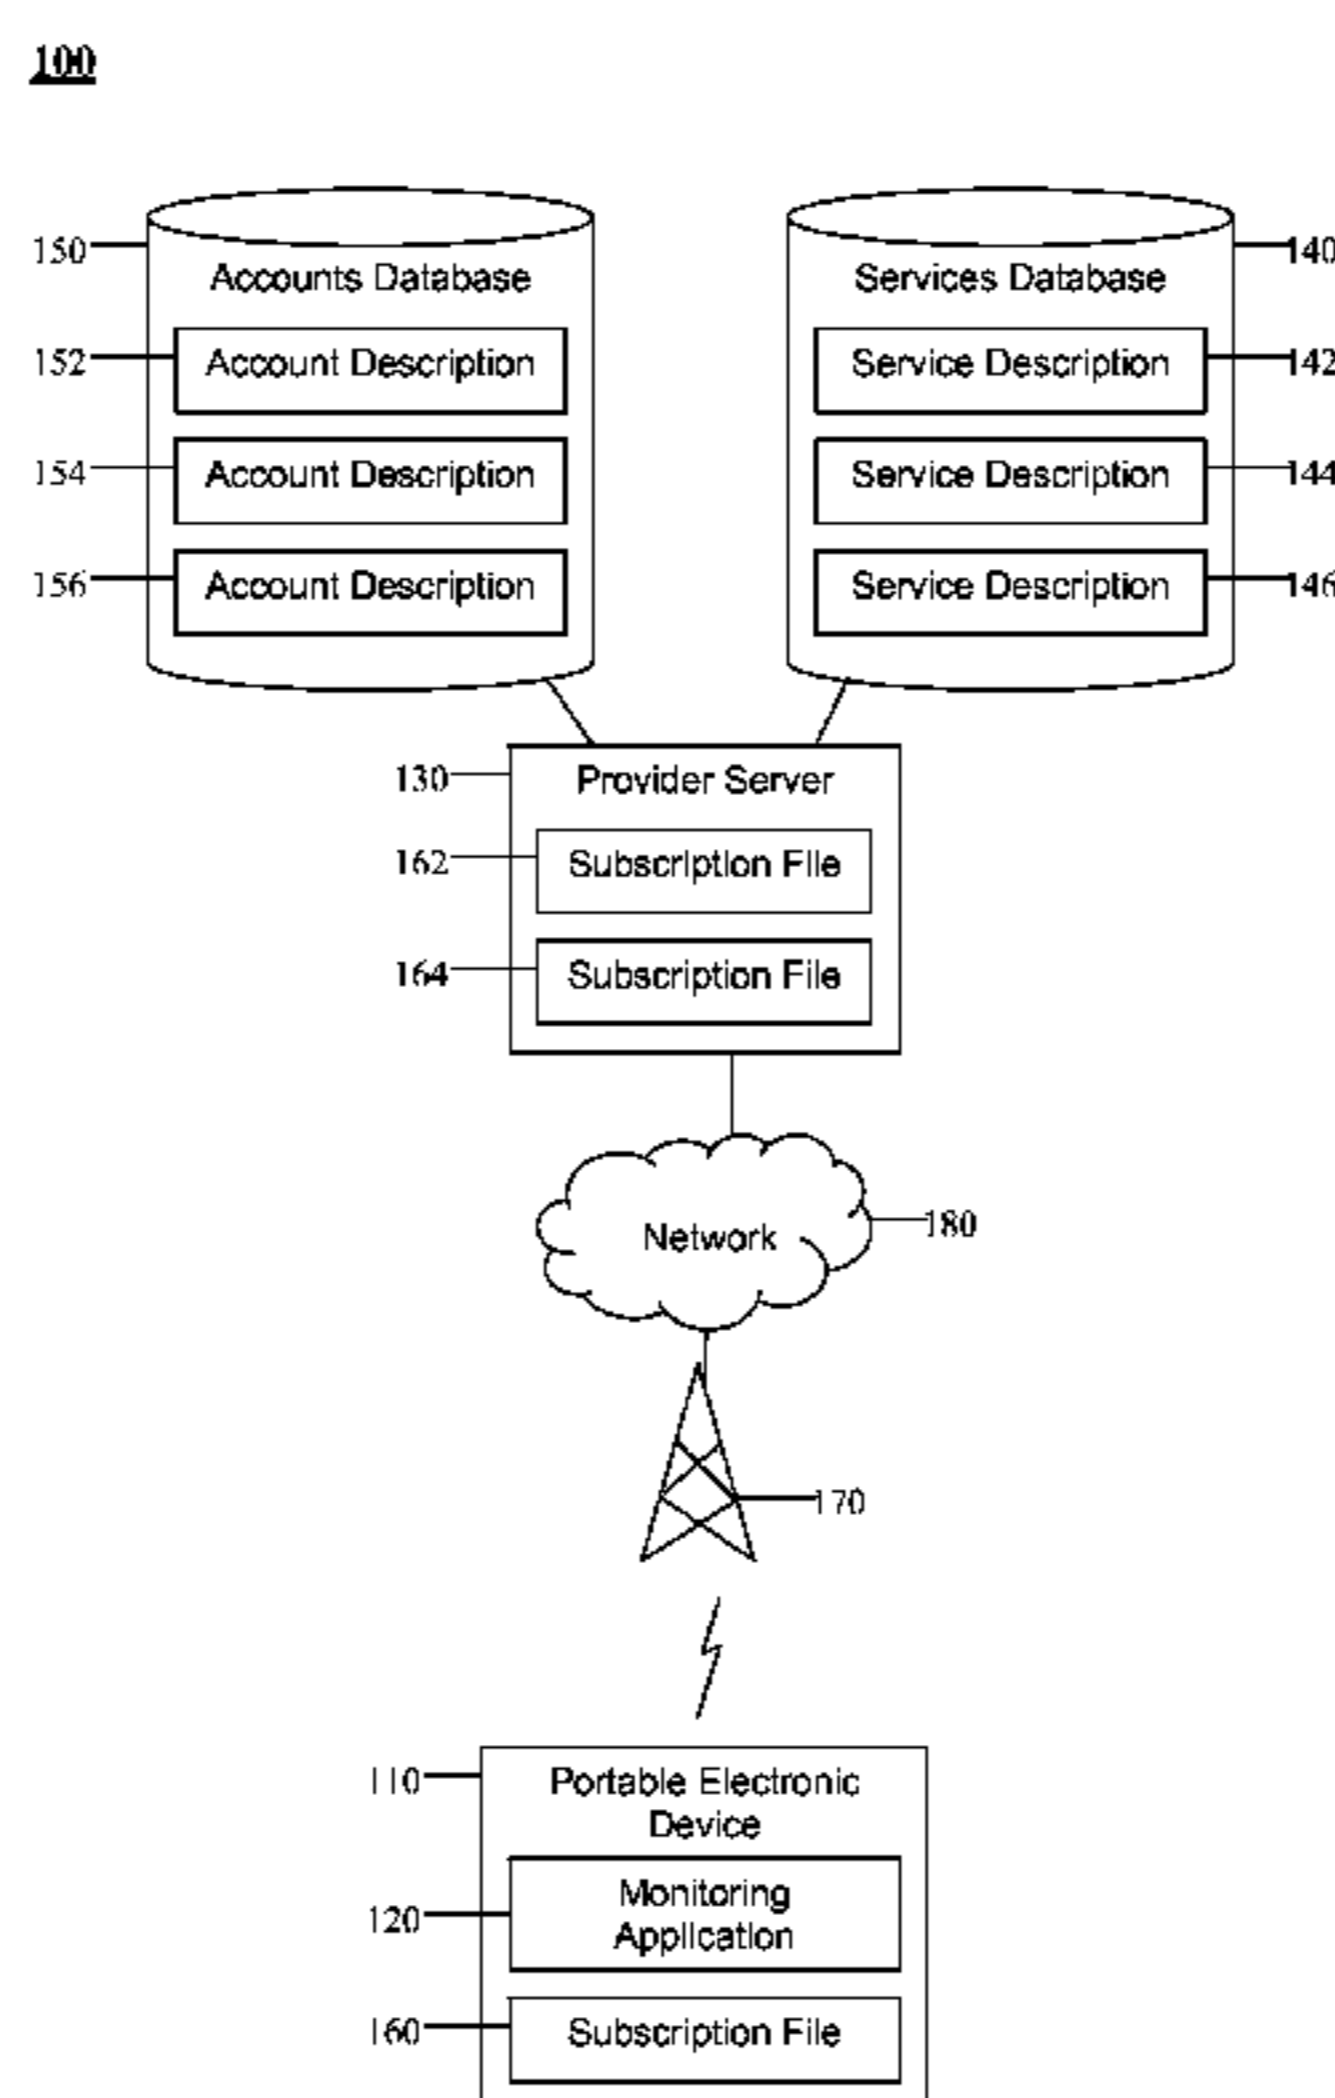 100
150
Accounts Database
Services Database
140
152
Account Description
Service Description
142
154
Account Description
Service Description
144
156
Account Description
Service Description
146
130
Provider Server
162
Subscription File
164
Subscription File
Network
180
170
110
Portable Electronic
Device
Monitoring
120
Application
160
Subscription File